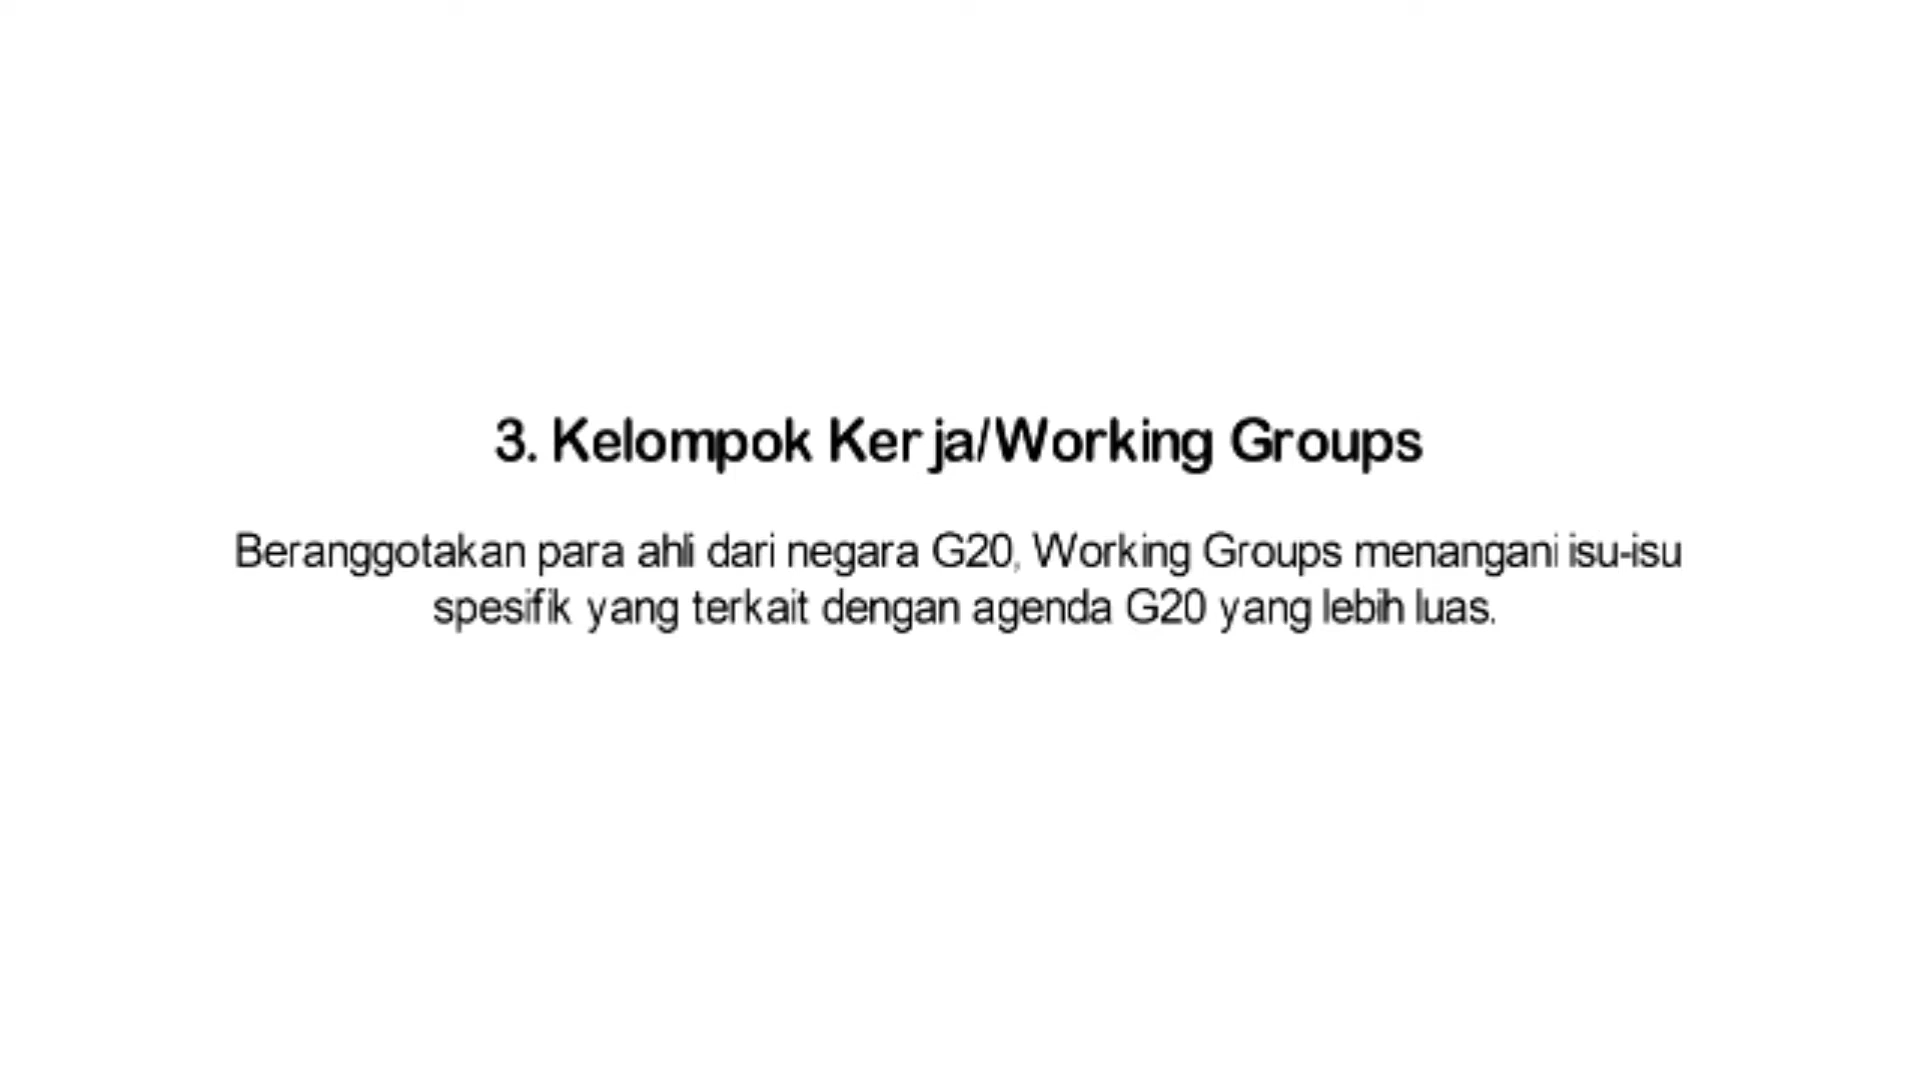 3. Kelompok Kerja/Working Groups
Beranggotakan para ahli dari negara G20, Working Groups menangani isu-isu
spesifik yang terkait dengan agenda G20 yang lebih luas.